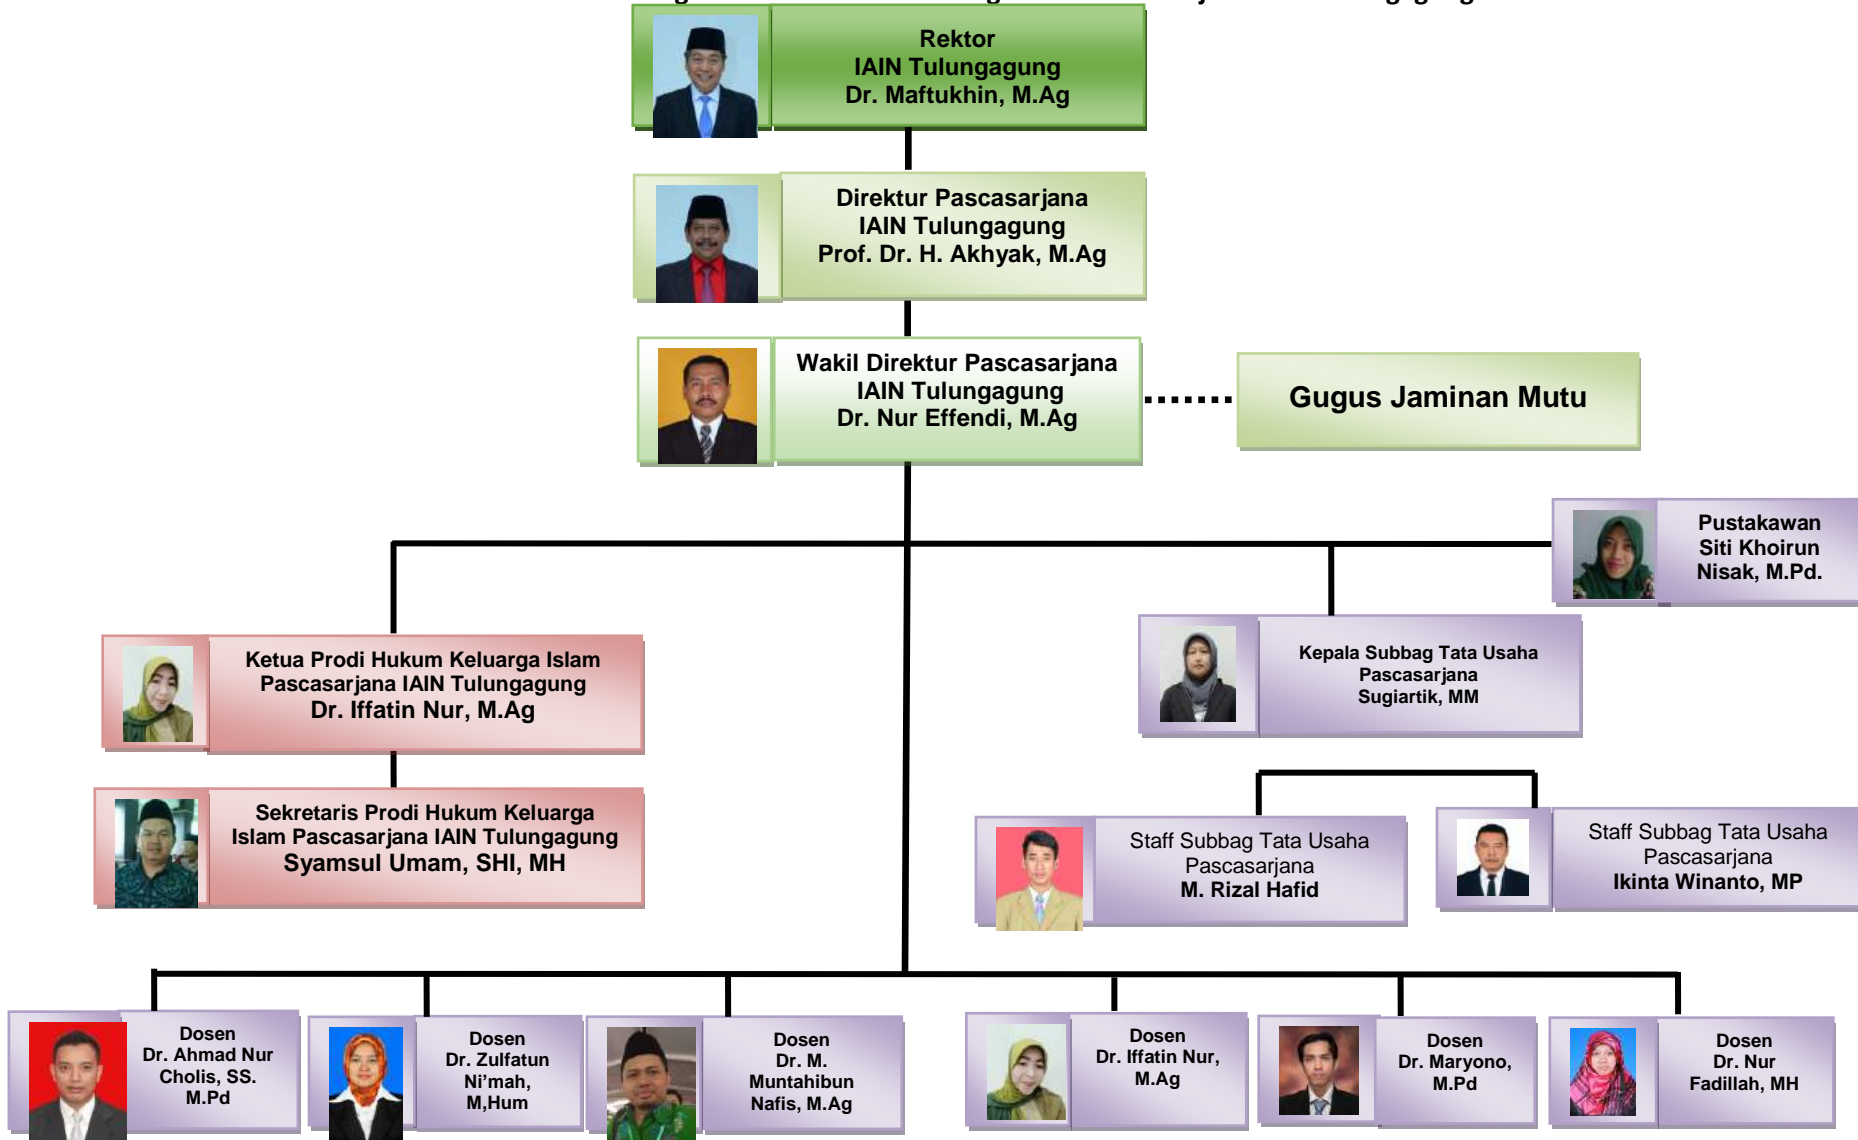 Rektor
IAIN Tulungagung
Dr. Maftukhin, M.Ag
Direktur Pascasarjana
IAIN Tulungagung
Prof. Dr. H. Akhyak, M.Ag
Wakil Direktur Pascasarjana
IAIN Tulungagung
Dr. Nur Effendi, M.Ag
Gugus Jaminan Mutu
Pustakawan
Siti Khoirun
Nisak, M.Pd.
Ketua Prodi Hukum Keluarga Islam
Pascasarjana IAIN Tulungagung
Dr. Iffatin Nur, M.Ag
Kepala Subbag Tata Usaha
Pascasarjana
Sugiartik, MM
Sekretaris Prodi Hukum Keluarga
Islam Pascasarjana IAIN Tulungagung
Syamsul Umam, SHI, MH
Staff Subbag Tata Usaha
Pascasarjana
M. Rizal Hafid
Staff Subbag Tata Usaha
Pascasarjana
Ikinta Winanto, MP
Dosen
Dr. Ahmad Nur
Cholis, SS.
M.Pd
Dosen
Dr. Zulfatun
Ni’mah,
M,Hum
Dosen
Dr. M.
Muntahibun
Nafis, M.Ag
Dosen
Dr. Iffatin Nur,
M.Ag
Dosen
Dr. Maryono,
M.Pd
Dosen
Dr. Nur
Fadillah, MH